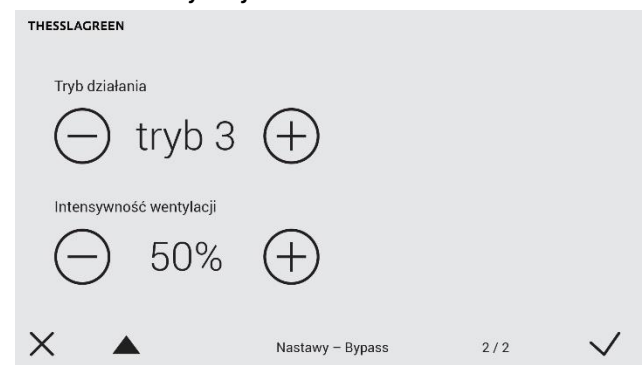 THESSLAGREEN
Tryb działania
tryb 3
Intensywność wentylacji
50%
Nastawy – Bypass 2 / 2